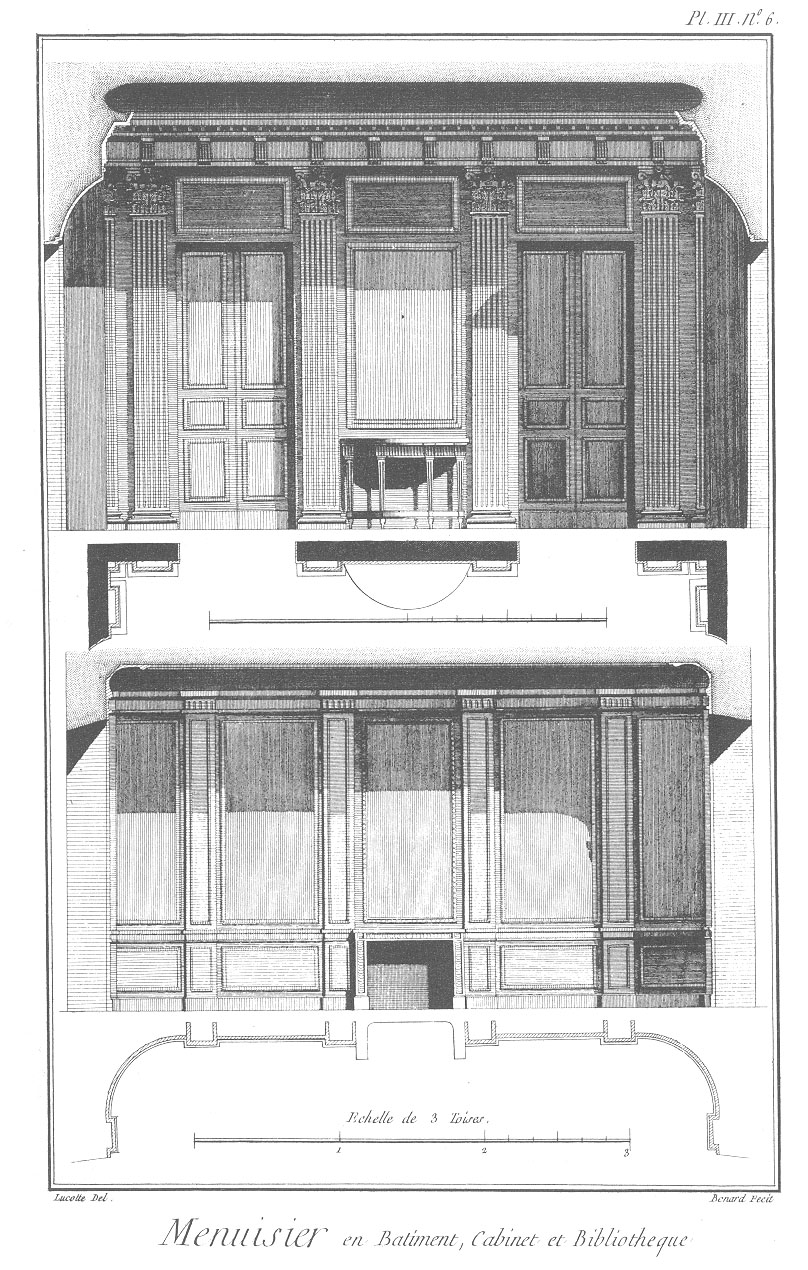 Pl. III. N.º 6.
Echelle de 3 Toises.
1 2 3
Lucotte Del.
Benard Fecit
Menuisier en Batiment, Cabinet et Bibliotheque